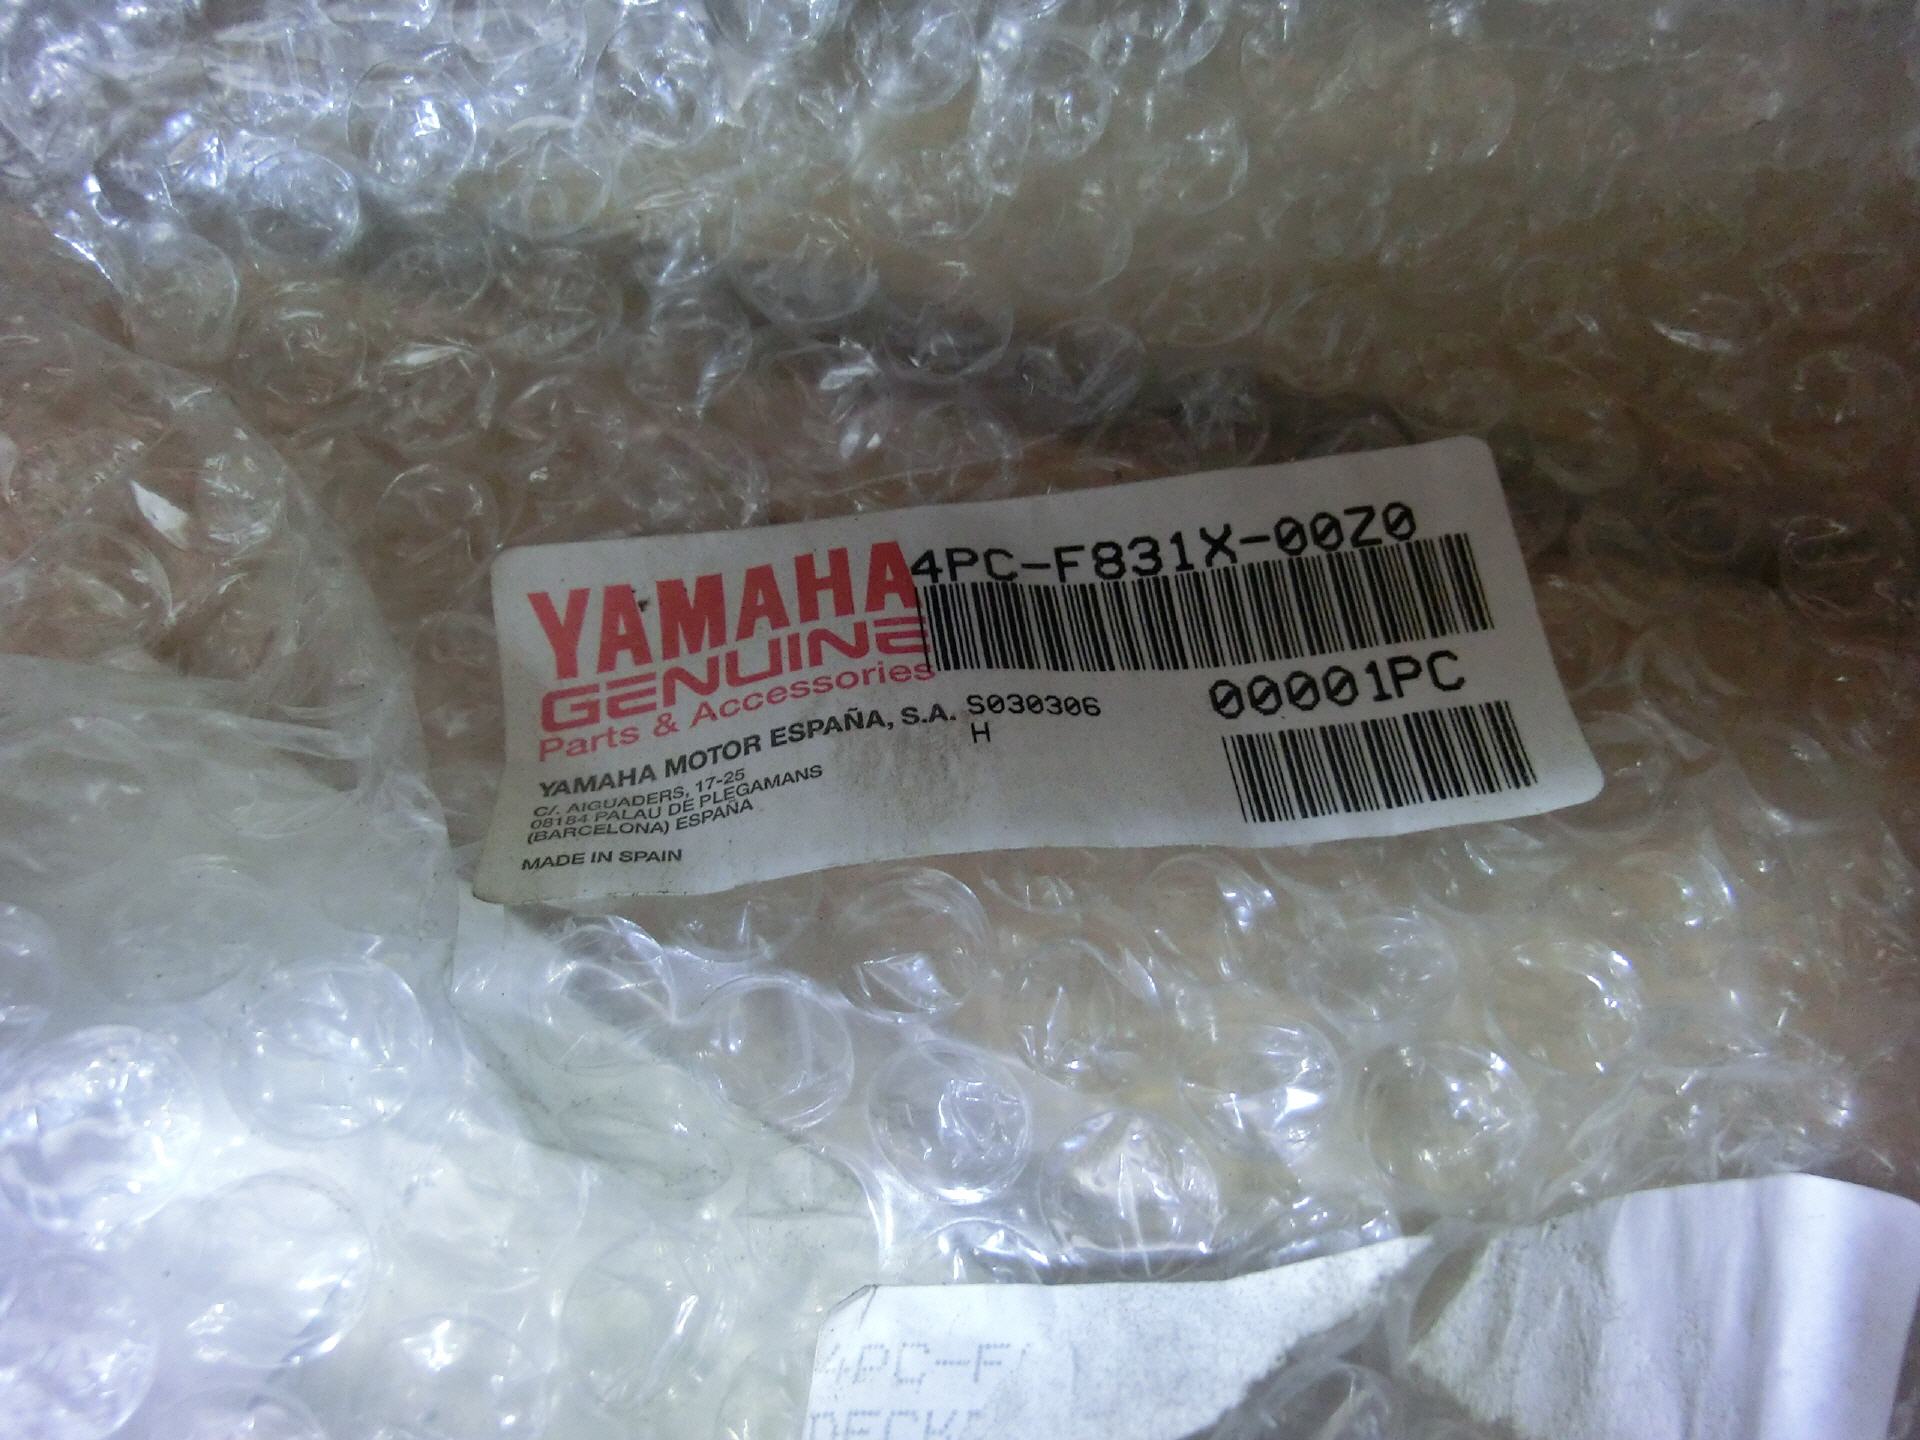 YAMAHA
GENUINE
Parts & Accessories
4PC-F831X-00Z0
00001PC
YAMAHA MOTOR ESPAÑA, S.A. S030306
H
C/. AIGUADERS, 17-25
08184 PALAU DE PLEGAMANS
(BARCELONA) ESPAÑA
MADE IN SPAIN
4PC-F